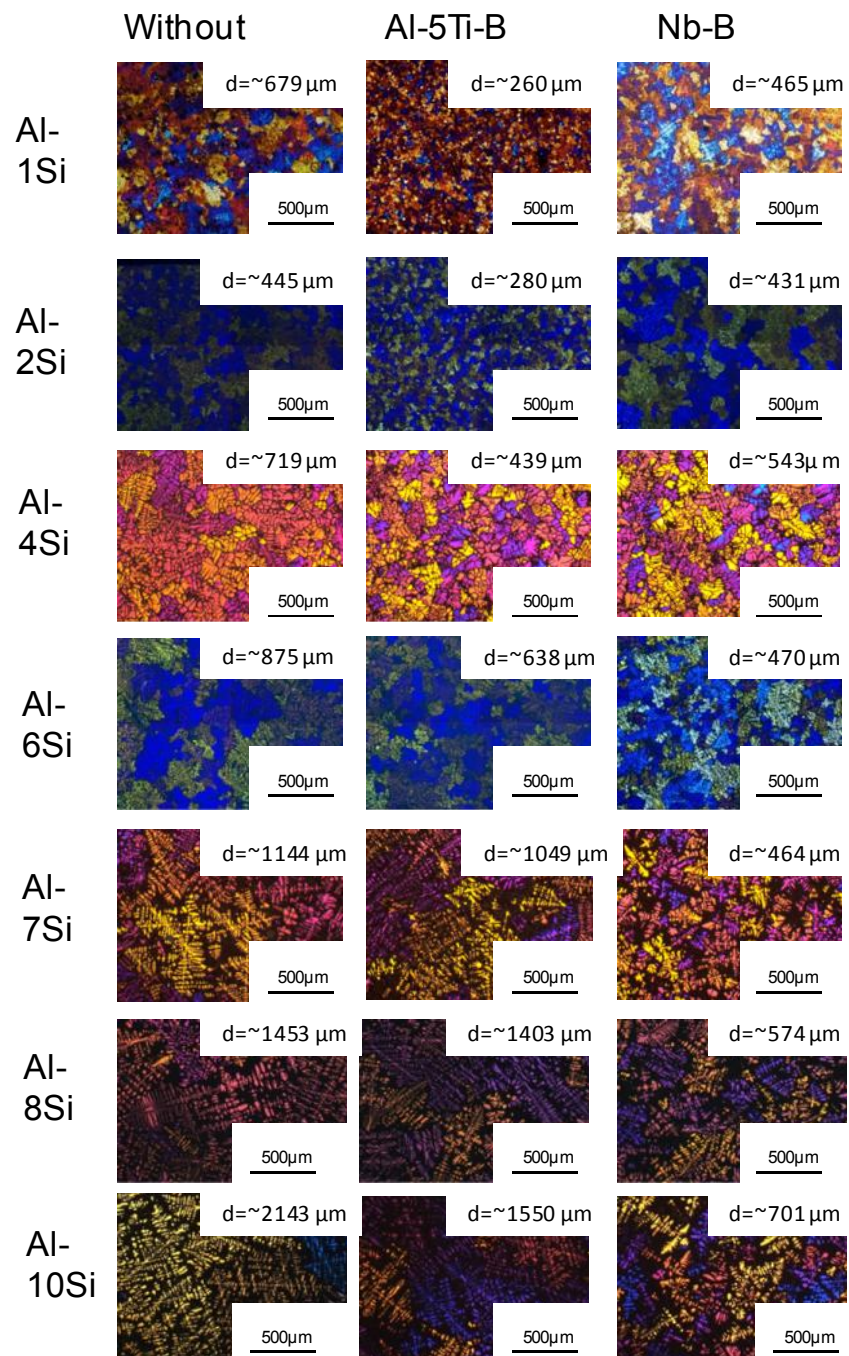 Without Al-5Ti-B Nb-B
Al-
1Si
d=~679 µm d=~260 µm d=~465 µm
500µm 500µm 500µm
Al-
2Si
d=~445 µm d=~280 µm d=~431 µm
500µm 500µm 500µm
Al-
4Si
d=~719 µm d=~439 µm d=~543µ m
500µm 500µm 500µm
Al-
6Si
d=~875 µm d=~638 µm d=~470 µm
500µm 500µm 500µm
Al-
7Si
d=~1144 µm d=~1049 µm d=~464 µm
500µm 500µm 500µm
Al-
8Si
d=~1453 µm d=~1403 µm d=~574 µm
500µm 500µm 500µm
Al-
10Si
d=~2143 µm d=~1550 µm d=~701 µm
500µm 500µm 500µm